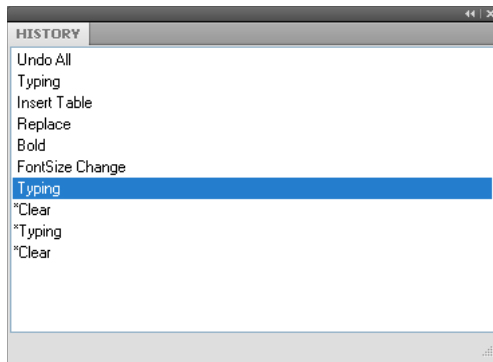 HISTORY
Undo All
Typing
Insert Table
Replace
Bold
FontSize Change
Typing
*Clear
*Typing
*Clear